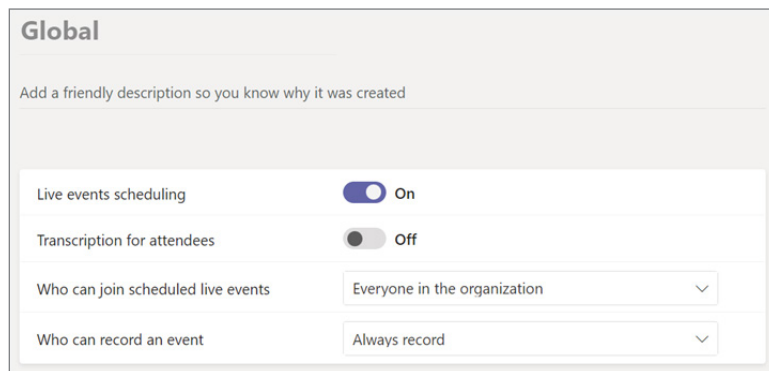 Global
Add a friendly description so you know why it was created
Live events scheduling On
Transcription for attendees Off
Who can join scheduled live events Everyone in the organization
Who can record an event Always record